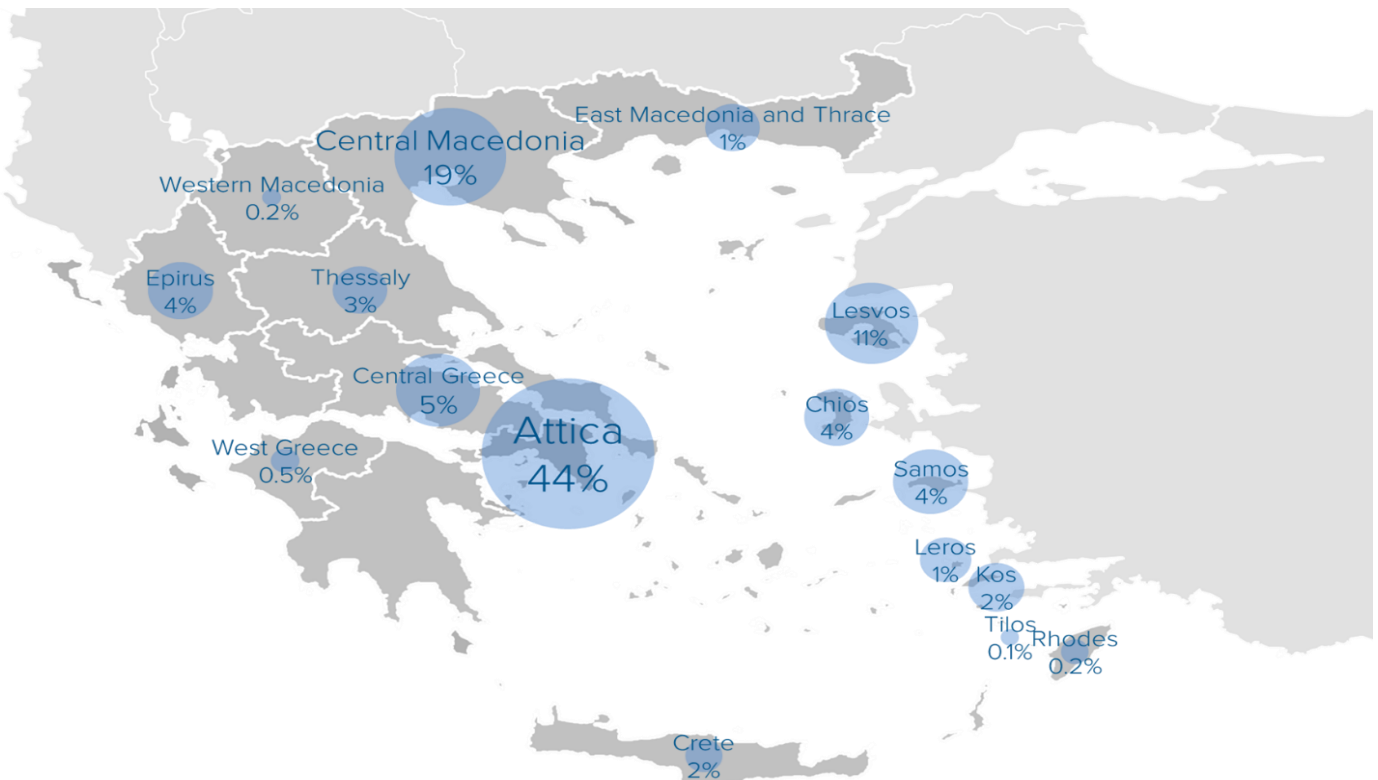 East Macedonia and Thrace
1%
Central Macedonia
19%
Western Macedonia
0.2%
Epirus
4%
Thessaly
3%
Lesvos
11%
Central Greece
5%
Chios
4%
Attica
44%
West Greece
0.5%
Samos
4%
Leros
1%
Kos
2%
Tilos
0.1%
Rhodes
0.2%
Crete
2%